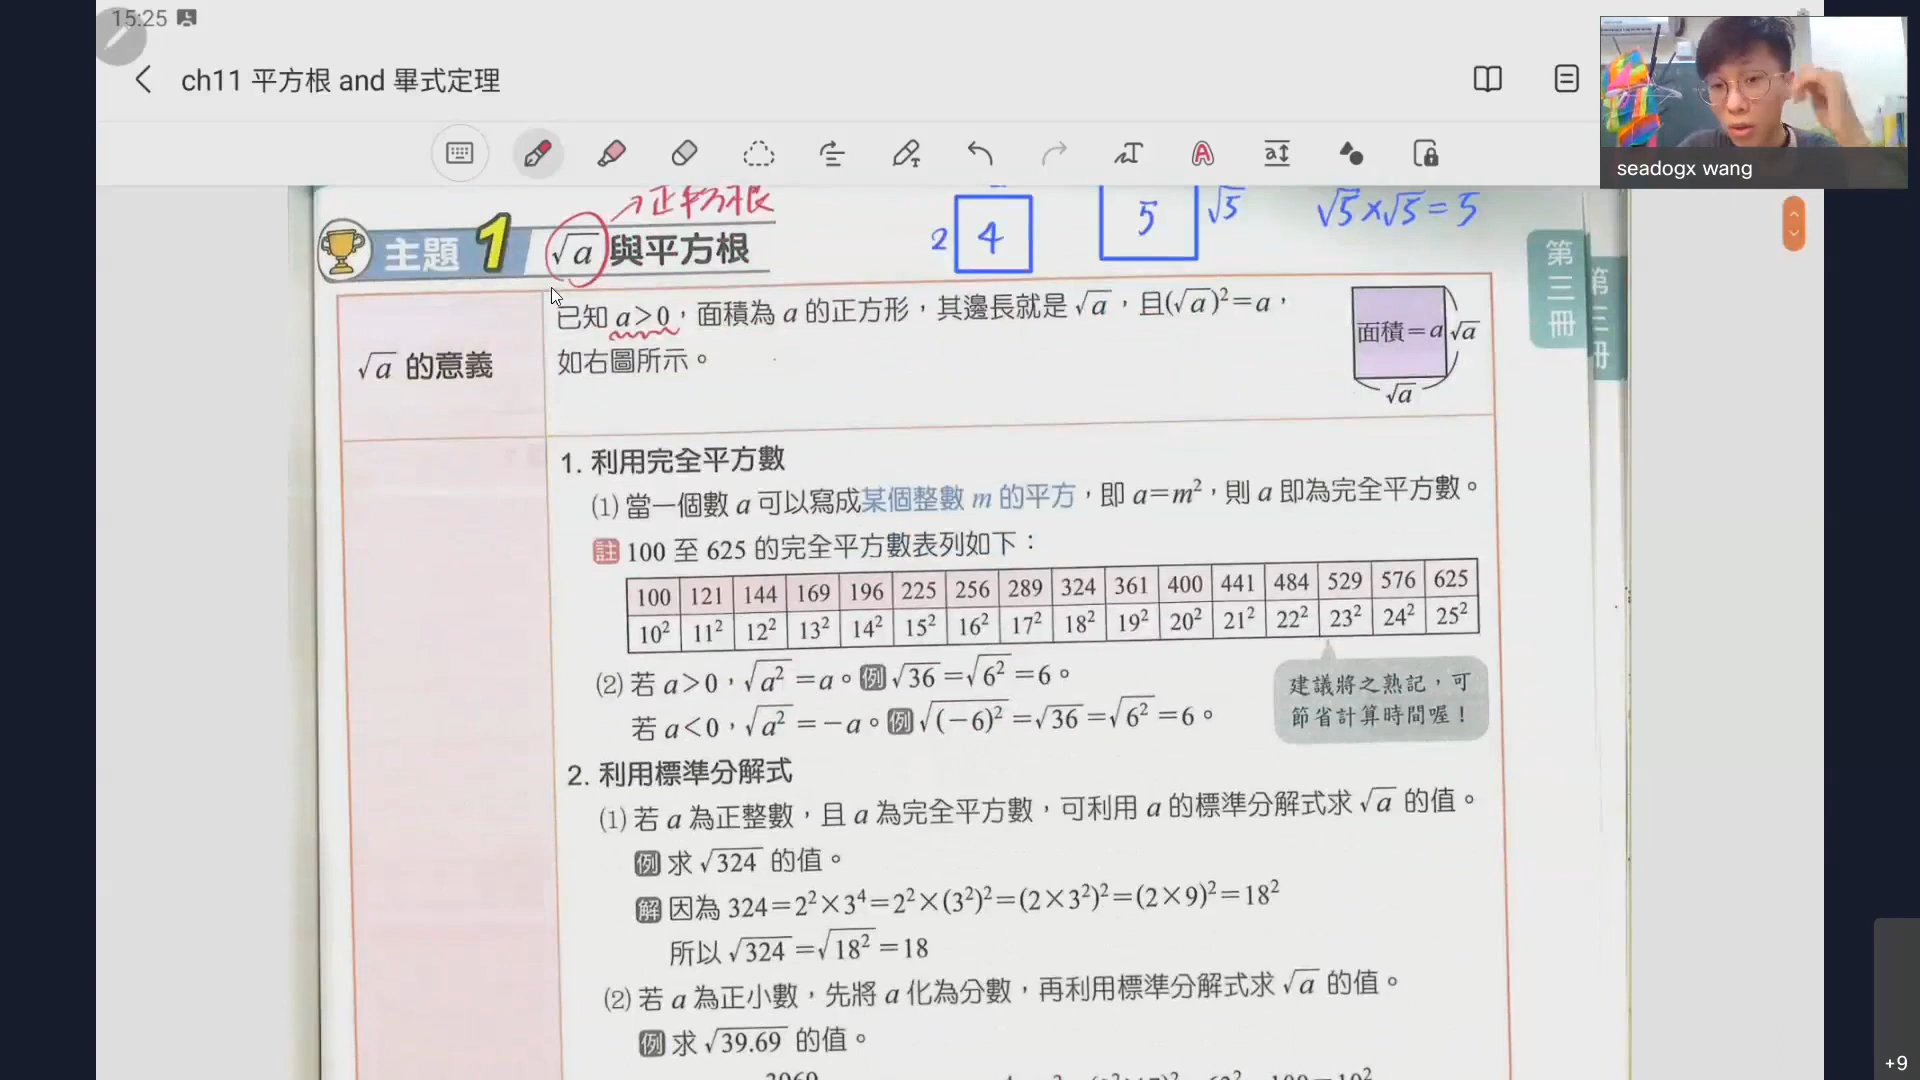 15:25
ch11 平方根 and 畢式定理
seadogx wang
→正平方根
2 4
5 √5
√5×√5=5
主題 1 √a 與平方根
第三冊
第三冊
√a 的意義
已知 a>0，面積為 a 的正方形，其邊長就是 √a，且(√a)²=a，
如右圖所示。
面積=a √a
√a
1. 利用完全平方數
(1) 當一個數 a 可以寫成某個整數 m 的平方，即 a=m²，則 a 即為完全平方數。
註 100 至 625 的完全平方數表列如下：
100 121 144 169 196 225 256 289 324 361 400 441 484 529 576 625
10² 11² 12² 13² 14² 15² 16² 17² 18² 19² 20² 21² 22² 23² 24² 25²
(2) 若 a>0，√a²=a。例 √36=√6²=6。
若 a<0，√a²=−a。例 √(−6)²=√36=√6²=6。
建議將之熟記，可
節省計算時間喔！
2. 利用標準分解式
(1) 若 a 為正整數，且 a 為完全平方數，可利用 a 的標準分解式求 √a 的值。
例 求 √324 的值。
解 因為 324=2²×3⁴=2²×(3²)²=(2×3²)²=(2×9)²=18²
所以 √324=√18²=18
(2) 若 a 為正小數，先將 a 化為分數，再利用標準分解式求 √a 的值。
例 求 √39.69 的值。
3969
+9